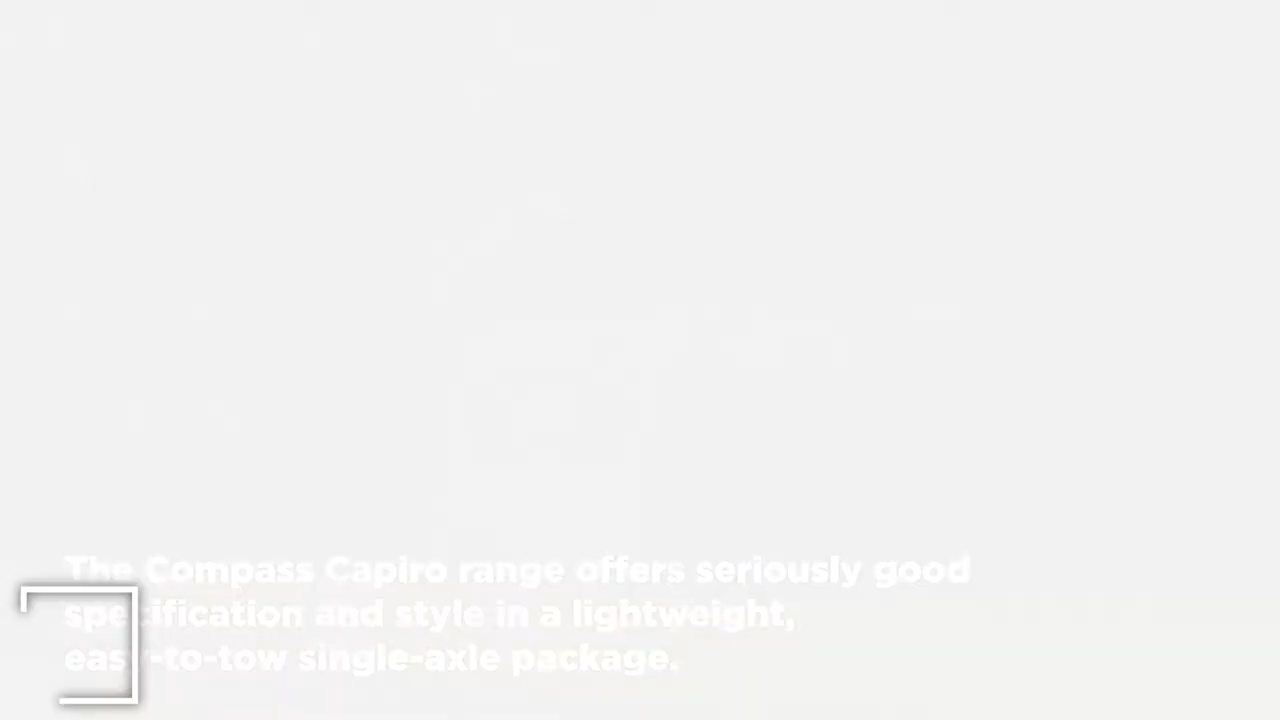 The Compass Capiro range offers seriously good
specification and style in a lightweight,
easy-to-tow single-axle package.